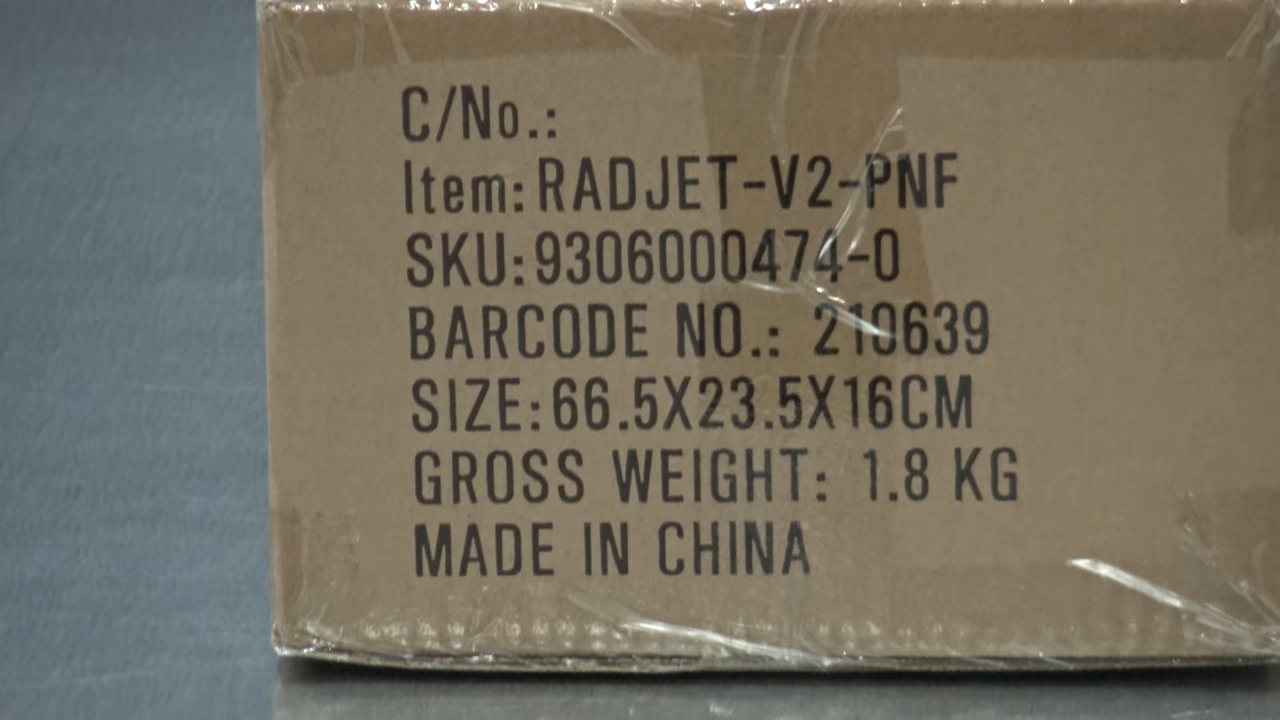 C/No.:
Item:RADJET-V2-PNF
SKU:9306000474-0
BARCODE NO.: 210639
SIZE:66.5X23.5X16CM
GROSS WEIGHT: 1.8 KG
MADE IN CHINA